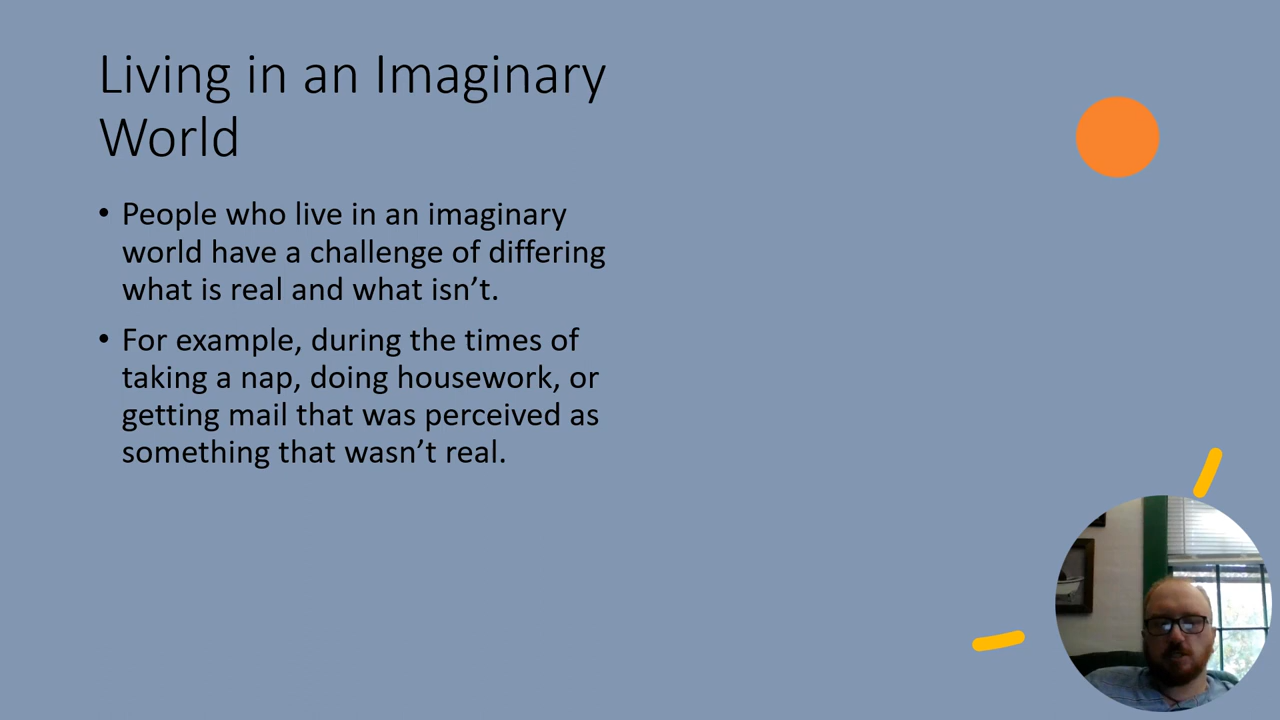 Living in an Imaginary
World
• People who live in an imaginary
world have a challenge of differing
what is real and what isn’t.
• For example, during the times of
taking a nap, doing housework, or
getting mail that was perceived as
something that wasn’t real.